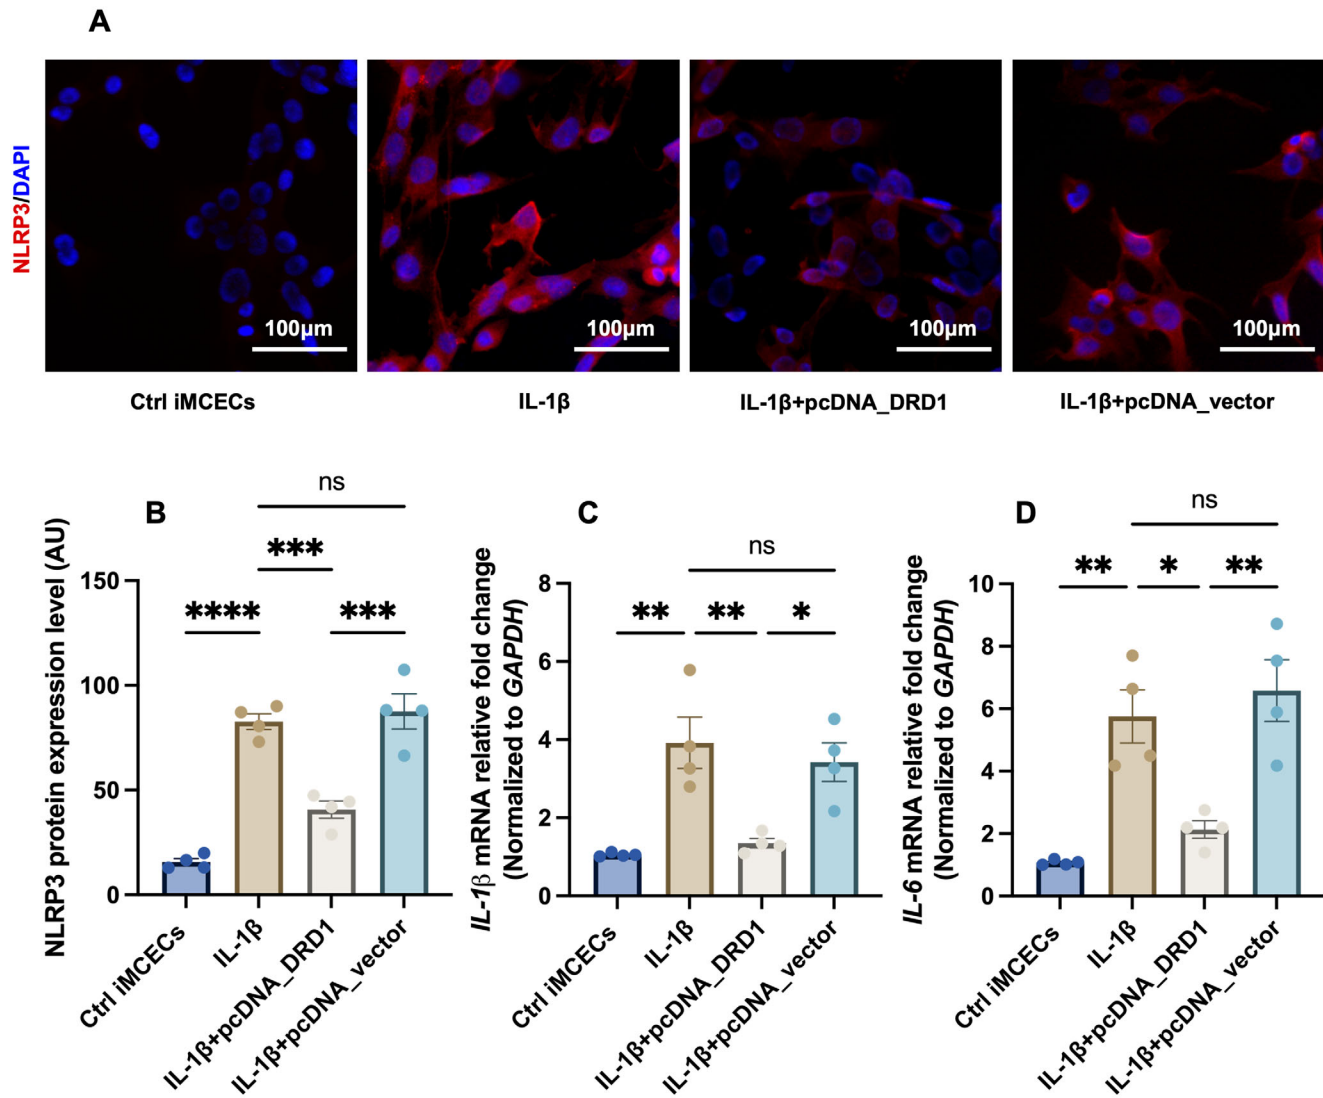 A
NLRP3/DAPI
100μm
100μm
100μm
100μm
Ctrl iMCECs
IL-1β
IL-1β+pcDNA_DRD1
IL-1β+pcDNA_vector
B
NLRP3 protein expression level (AU)
ns
***
****
***
150
100
50
0
Ctrl iMCECs
IL-1β
IL-1β+pcDNA_DRD1
IL-1β+pcDNA_vector
C
IL-1β mRNA relative fold change
(Normalized to GAPDH)
ns
**
**
*
8
6
4
2
0
Ctrl iMCECs
IL-1β
IL-1β+pcDNA_DRD1
IL-1β+pcDNA_vector
D
IL-6 mRNA relative fold change
(Normalized to GAPDH)
ns
**
*
**
10
8
6
4
2
0
Ctrl iMCECs
IL-1β
IL-1β+pcDNA_DRD1
IL-1β+pcDNA_vector